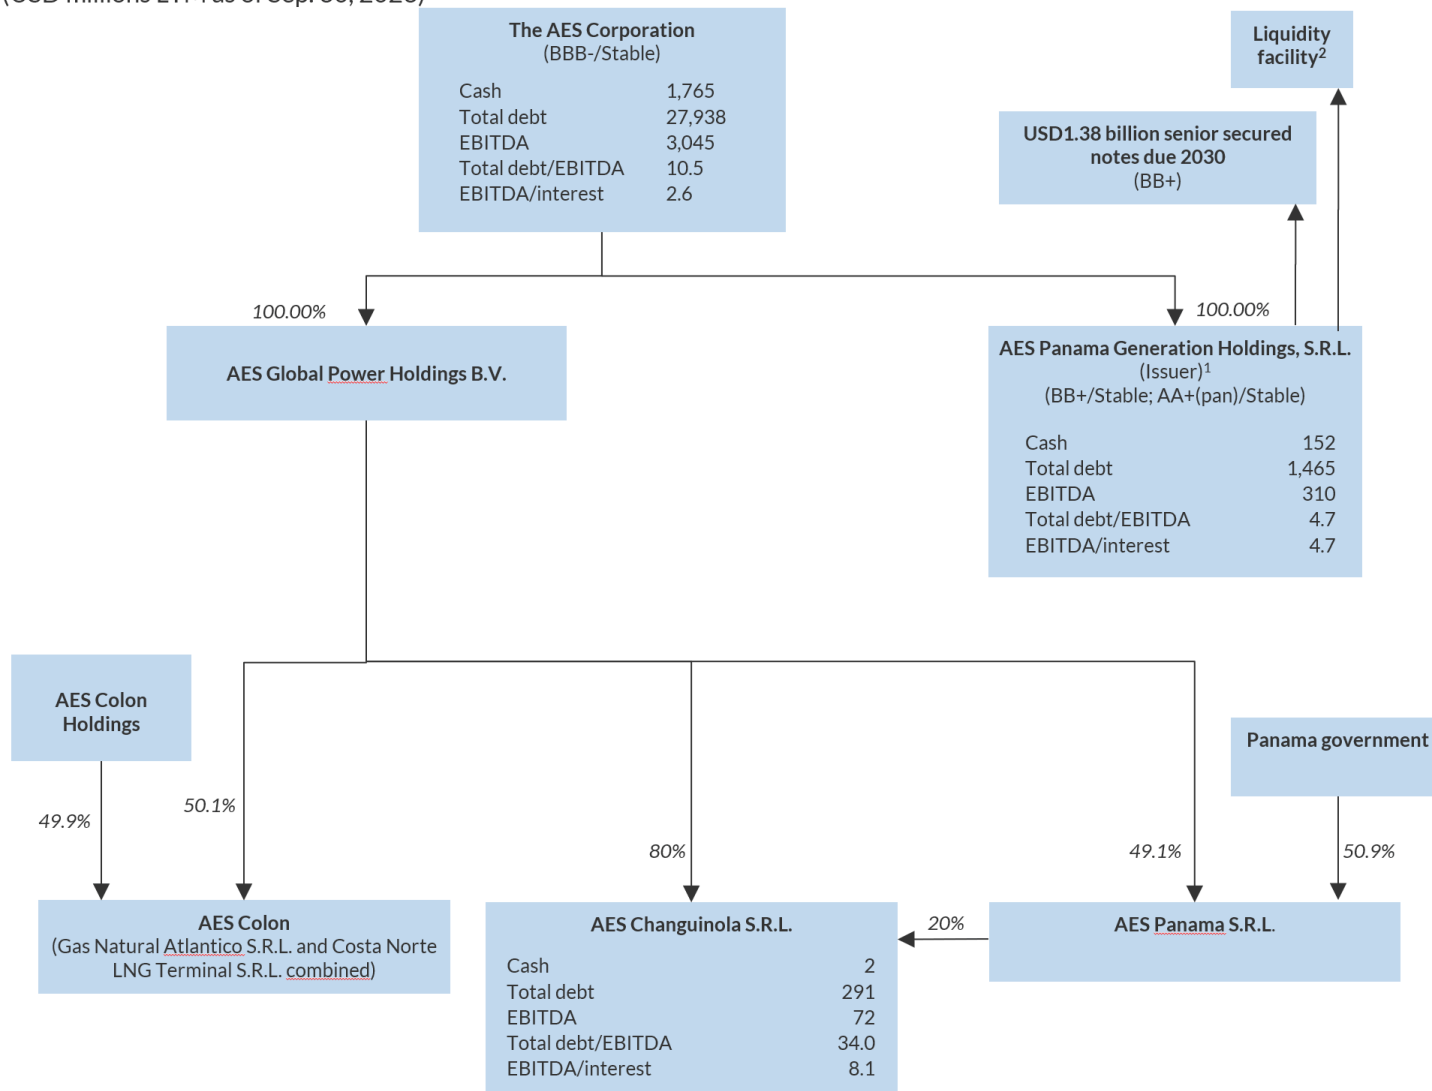 The AES Corporation
(BBB-/Stable)
Cash 1,765
Total debt 27,938
EBITDA 3,045
Total debt/EBITDA 10.5
EBITDA/interest 2.6
Liquidity
facility²
USD1.38 billion senior secured
notes due 2030
(BB+)
100.00%
100.00%
AES Global Power Holdings B.V.
AES Panama Generation Holdings, S.R.L.
(Issuer)¹
(BB+/Stable; AA+(pan)/Stable)
Cash 152
Total debt 1,465
EBITDA 310
Total debt/EBITDA 4.7
EBITDA/interest 4.7
AES Colon
Holdings
Panama government
49.9%
50.1%
80%
49.1%
50.9%
AES Colon
(Gas Natural Atlantico S.R.L. and Costa Norte
LNG Terminal S.R.L. combined)
AES Changuinola S.R.L.
Cash 2
Total debt 291
EBITDA 72
Total debt/EBITDA 34.0
EBITDA/interest 8.1
20%
AES Panama S.R.L.